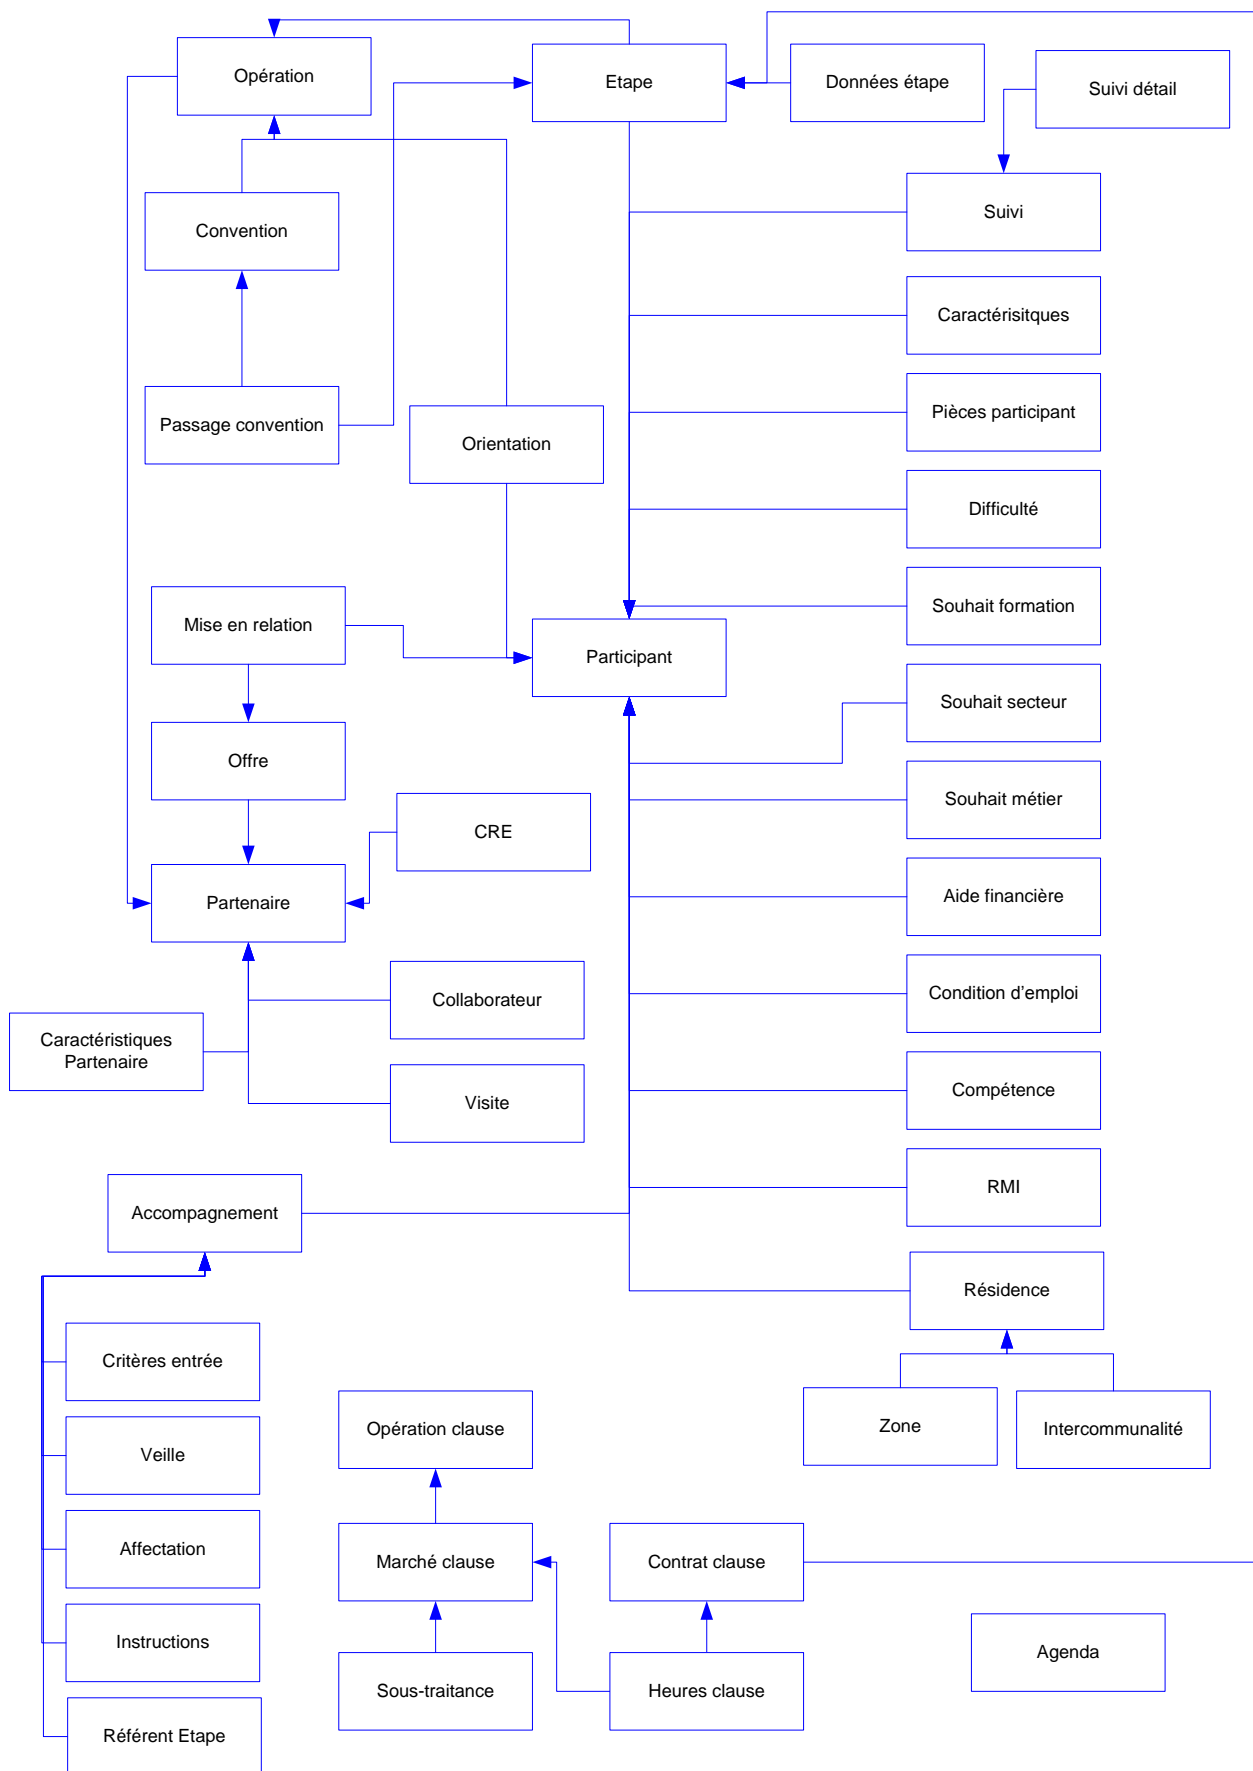 Opération
Etape
Données étape
Suivi détail
Suivi
Convention
Caractérisitques
Passage convention
Orientation
Pièces participant
Difficulté
Souhait formation
Mise en relation
Participant
Souhait secteur
Offre
Souhait métier
CRE
Partenaire
Aide financière
Collaborateur
Condition d’emploi
Caractéristiques
Partenaire
Visite
Compétence
RMI
Accompagnement
Résidence
Critères entrée
Opération clause
Zone
Intercommunalité
Veille
Affectation
Marché clause
Contrat clause
Instructions
Agenda
Sous-traitance
Heures clause
Référent Etape